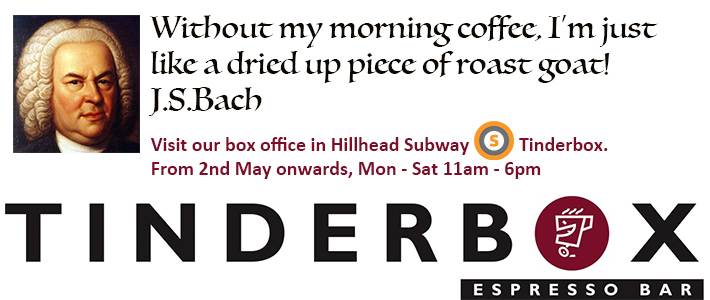 Without my morning coffee, I'm just
like a dried up piece of roast goat!
J.S.Bach
Visit our box office in Hillhead Subway S Tinderbox.
From 2nd May onwards, Mon - Sat 11am - 6pm
TINDERBOX
ESPRESSO BAR